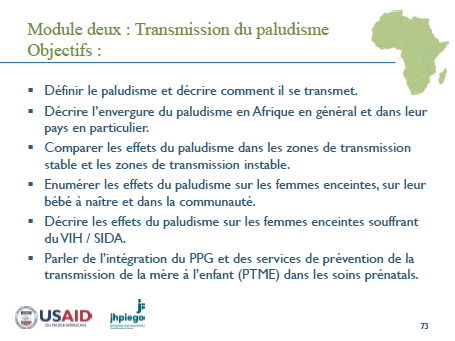 Module deux : Transmission du paludisme
Objectifs :
▪ Définir le paludisme et décrire comment il se transmet.
▪ Décrire l'envergure du paludisme en Afrique en général et dans leur
pays en particulier.
▪ Comparer les effets du paludisme dans les zones de transmission
stable et les zones de transmission instable.
▪ Enumérer les effets du paludisme sur les femmes enceintes, sur leur
bébé à naître et dans la communauté.
▪ Décrire les effets du paludisme sur les femmes enceintes souffrant
du VIH / SIDA.
▪ Parler de l'intégration du PPG et des services de prévention de la
transmission de la mère à l'enfant (PTME) dans les soins prénatals.
USAID
jhpiego
73